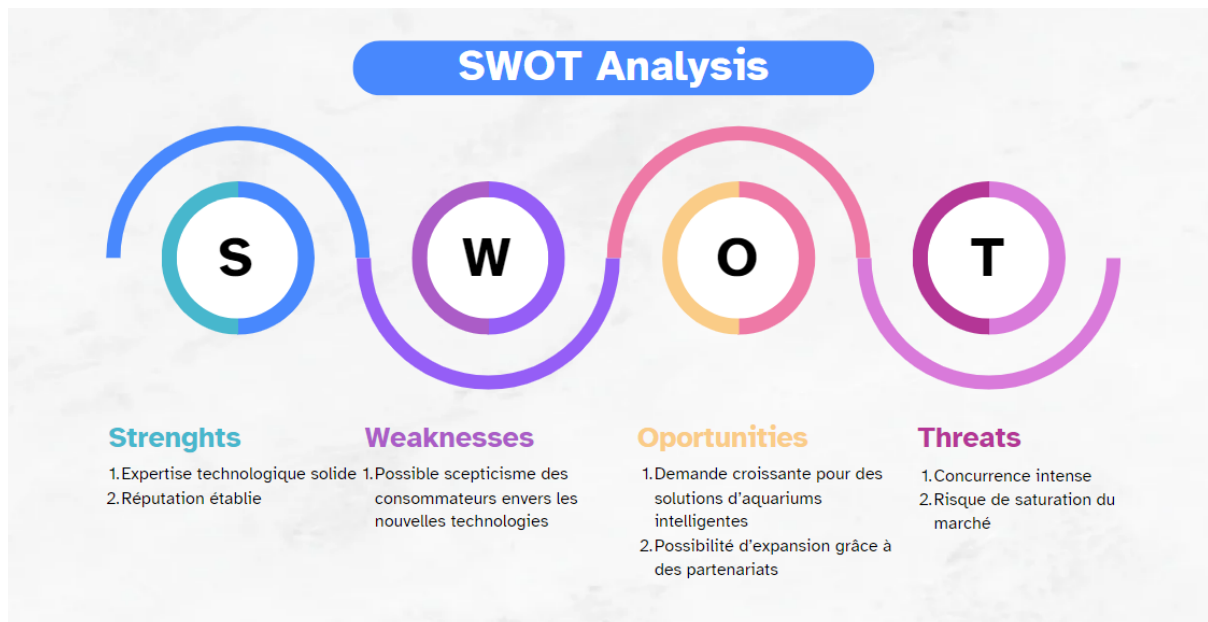 SWOT Analysis
S
W
O
T
Strenghts
1.Expertise technologique solide
2.Réputation établie
Weaknesses
1.Possible scepticisme des
consommateurs envers les
nouvelles technologies
Oportunities
1.Demande croissante pour des
solutions d'aquariums
intelligentes
2.Possibilité d'expansion grâce à
des partenariats
Threats
1.Concurrence intense
2.Risque de saturation du
marché